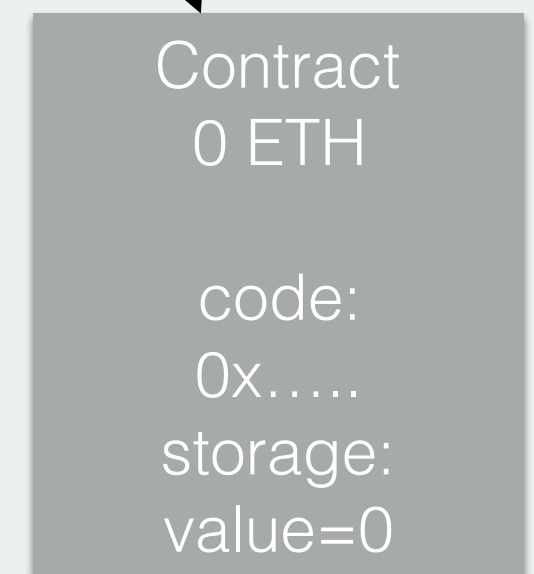 Contract
0 ETH
code:
0x…..
storage:
value=0